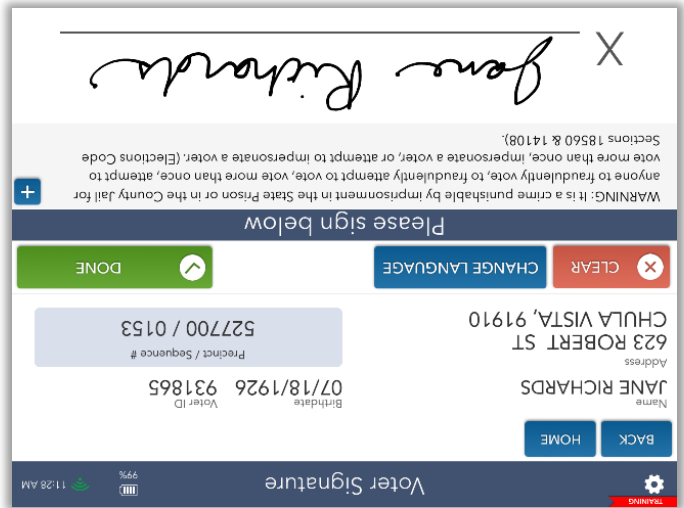 TRAINING
Voter Signature
99%
11:28 AM
BACK
HOME
Name
JANE RICHARDS
Birthdate
07/18/1926
Voter ID
931865
Address
623 ROBERT ST
CHULA VISTA, 91910
Precinct / Sequence #
527700 / 0153
CLEAR
CHANGE LANGUAGE
DONE
Please sign below
WARNING: It is a crime punishable by imprisonment in the State Prison or in the County Jail for
anyone to fraudulently vote, to fraudulently attempt to vote, vote more than once, attempt to
vote more than once, impersonate a voter, or attempt to impersonate a voter. (Elections Code
Sections 18560 & 14108).
+
X
Jane Richards